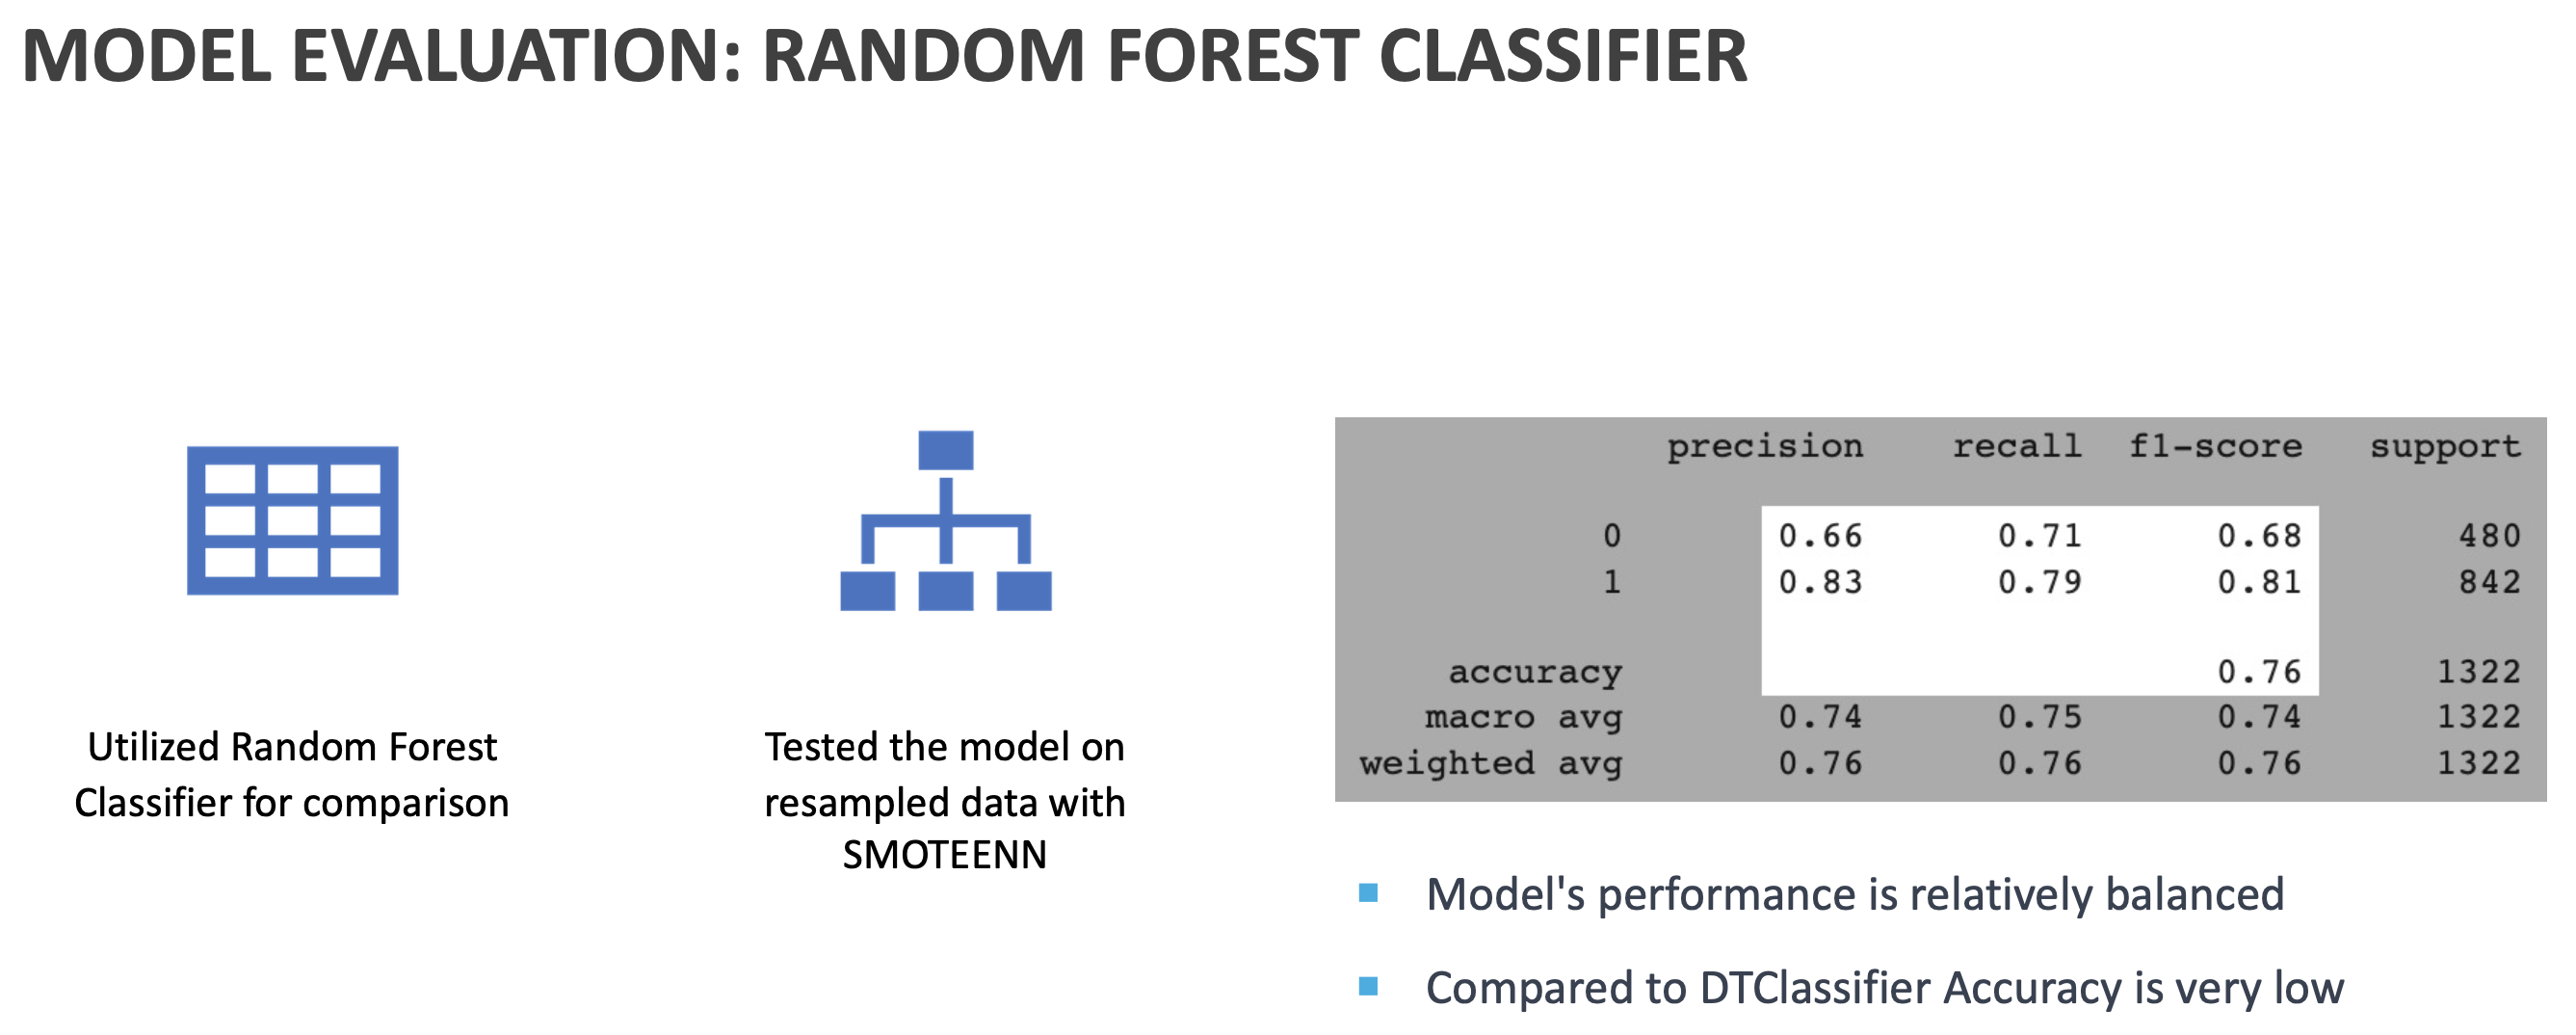 MODEL EVALUATION: RANDOM FOREST CLASSIFIER
Utilized Random Forest
Classifier for comparison
Tested the model on
resampled data with
SMOTEENN
precision recall f1-score support
0 0.66 0.71 0.68 480
1 0.83 0.79 0.81 842
accuracy 0.76 1322
macro avg 0.74 0.75 0.74 1322
weighted avg 0.76 0.76 0.76 1322
Model's performance is relatively balanced
Compared to DTClassifier Accuracy is very low